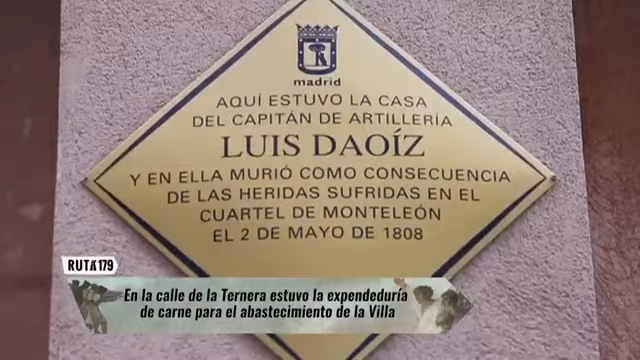 madrid
AQUÍ ESTUVO LA CASA
DEL CAPITÁN DE ARTILLERÍA
LUIS DAOÍZ
Y EN ELLA MURIÓ COMO CONSECUENCIA
DE LAS HERIDAS SUFRIDAS EN EL
CUARTEL DE MONTELEÓN
EL 2 DE MAYO DE 1808
RUTA 179
En la calle de la Ternera estuvo la expendeduría
de carne para el abastecimiento de la Villa